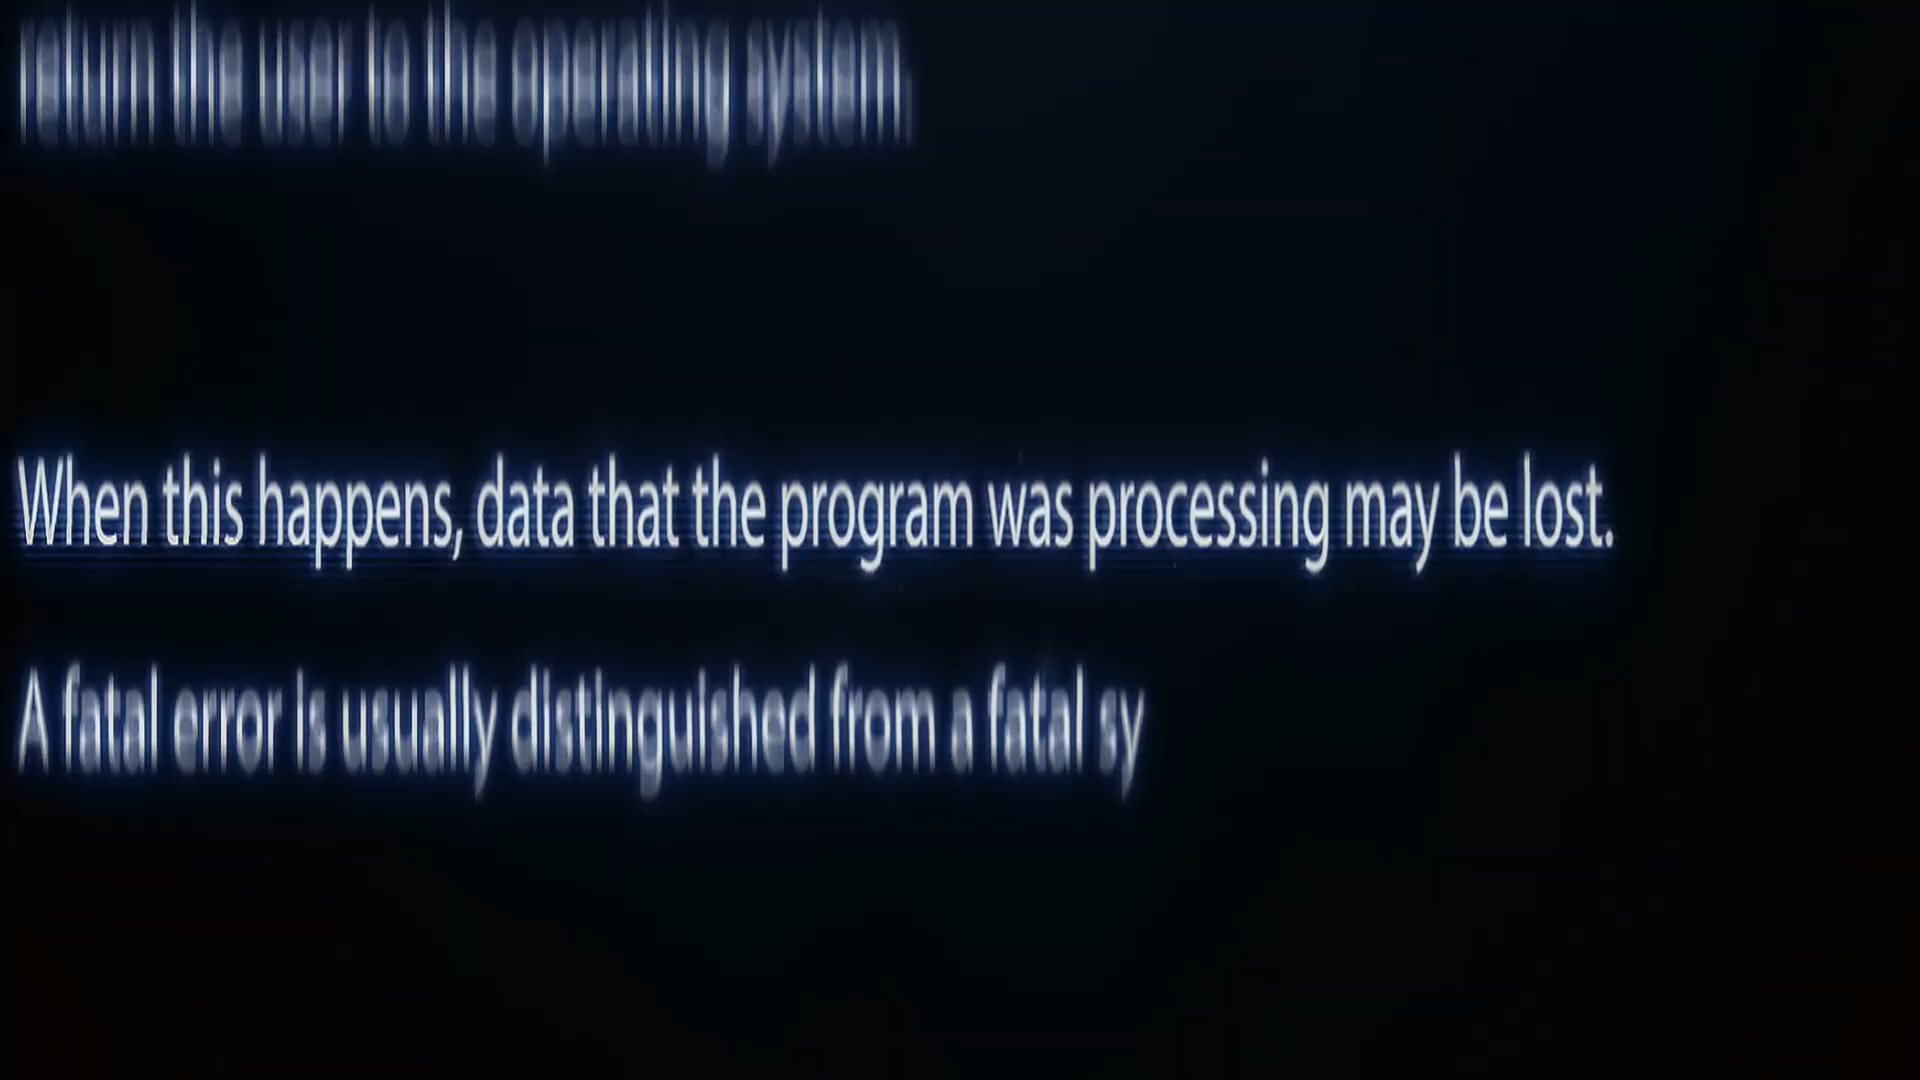 return the user to the operating system.
When this happens, data that the program was processing may be lost.
A fatal error is usually distinguished from a fatal sy